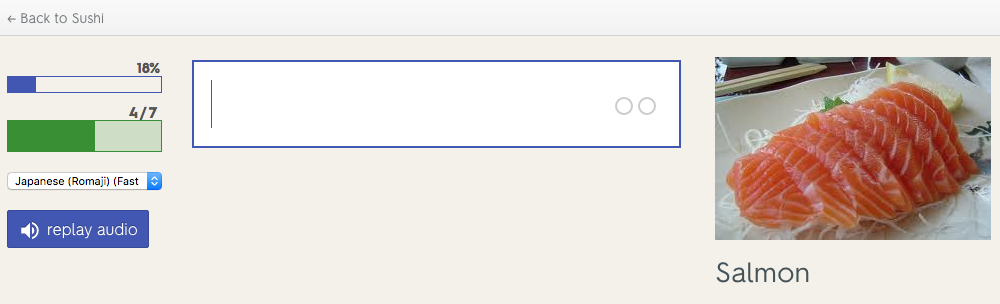 ← Back to Sushi
18%
4/7
Japanese (Romaji) (Fast
replay audio
Salmon